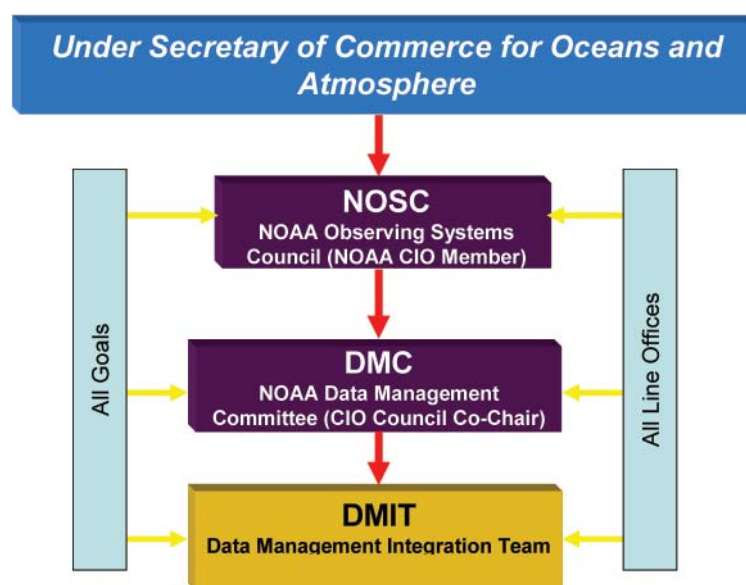 Under Secretary of Commerce for Oceans and
Atmosphere
NOSC
NOAA Observing Systems
Council (NOAA CIO Member)
All Goals
All Line Offices
DMC
NOAA Data Management
Committee (CIO Council Co-Chair)
DMIT
Data Management Integration Team